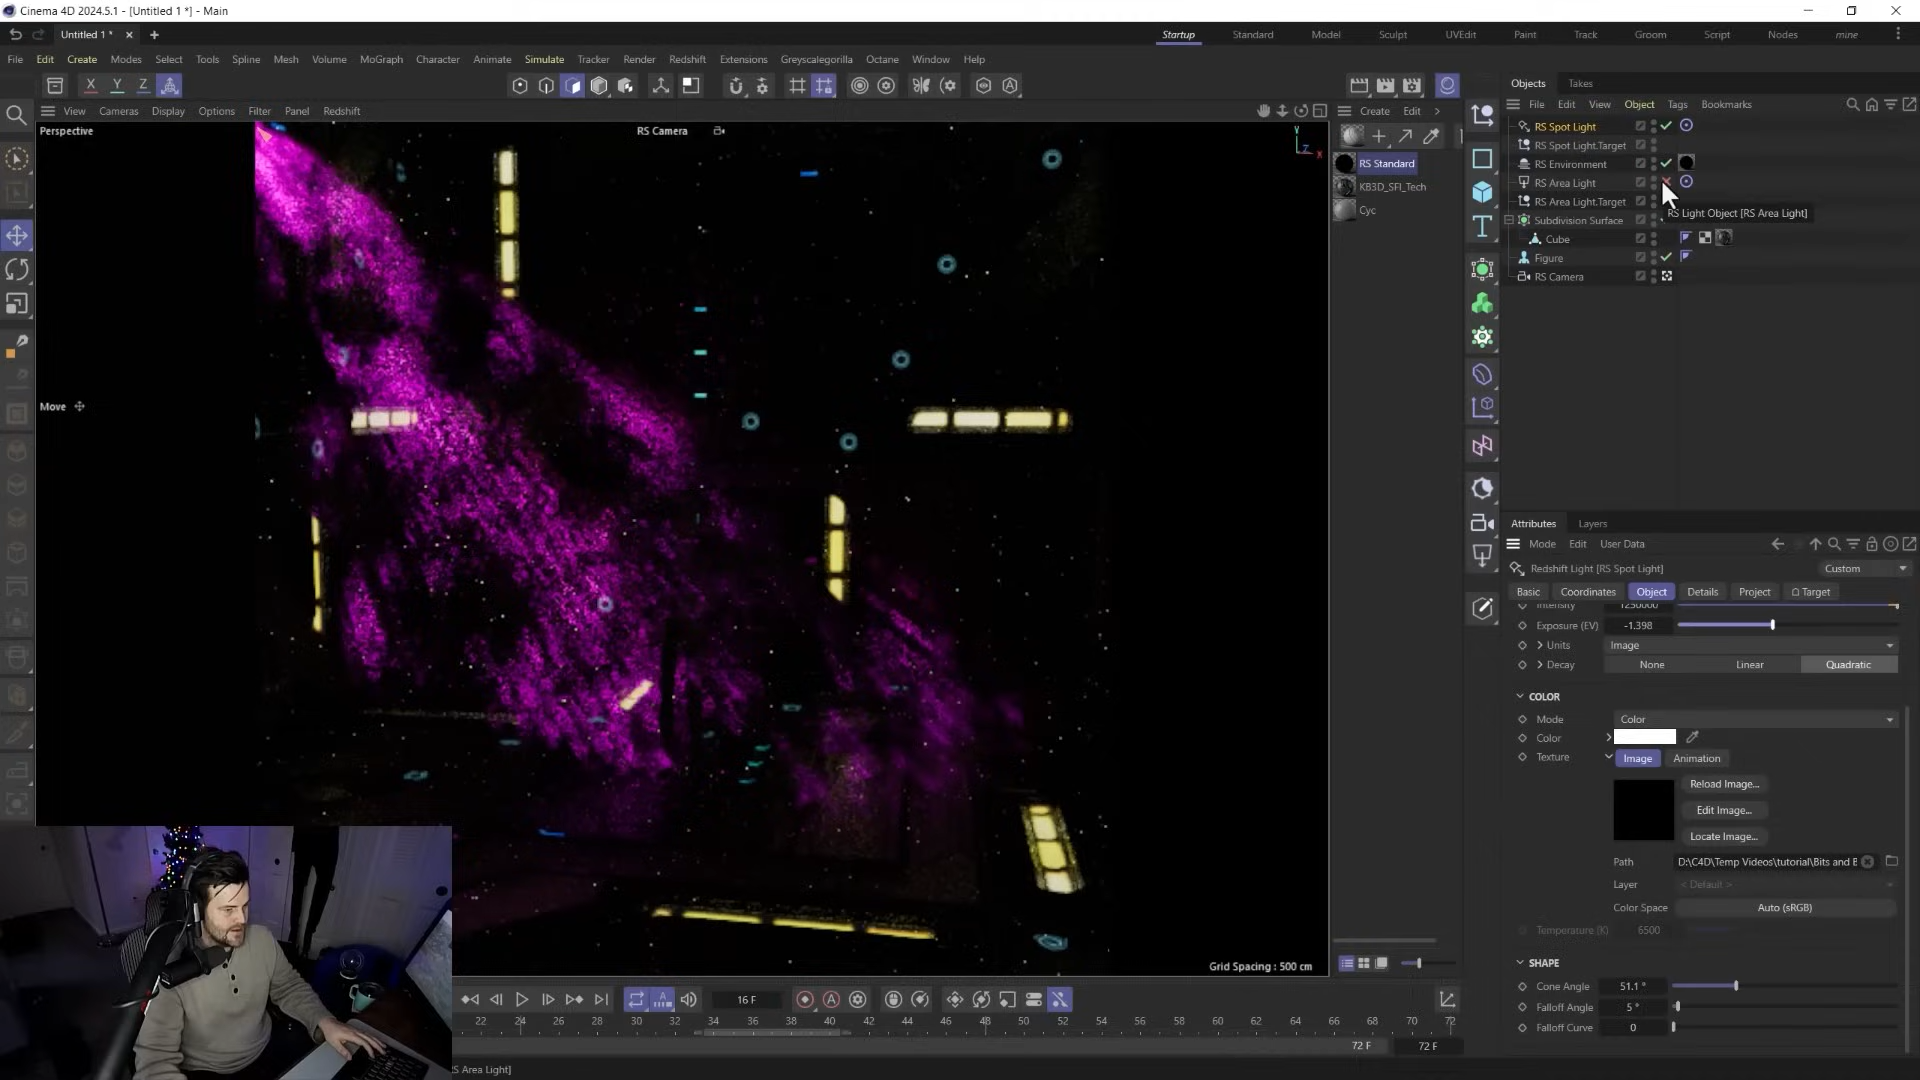 Cinema 4D 2024.5.1 - [Untitled 1 *] - Main
Untitled 1 *
Startup Standard Model Sculpt UVEdit Paint Track Groom Script Nodes mine
File Edit Create Modes Select Tools Spline Mesh Volume MoGraph Character Animate Simulate Tracker Render Redshift Extensions Greyscalegorilla Octane Window Help
X Y Z
View Cameras Display Options Filter Panel Redshift
Perspective
RS Camera
Y
Z
X
Move
Grid Spacing : 500 cm
Create Edit
RS Standard
KB3D_SFI_Tech
Cyc
Objects Takes
File Edit View Object Tags Bookmarks
RS Spot Light
RS Spot Light.Target
RS Environment
RS Area Light
RS Area Light.Target
RS Light Object [RS Area Light]
Subdivision Surface
Cube
Figure
RS Camera
Attributes Layers
Mode Edit User Data
Redshift Light [RS Spot Light]
Custom
Basic Coordinates Object Details Project Target
Intensity 1250000
Exposure (EV) -1.398
Units Image
Decay None Linear Quadratic
COLOR
Mode Color
Color
Texture Image Animation
Reload Image...
Edit Image...
Locate Image...
Path D:\C4D\Temp Videos\tutorial\Bits and E
Layer < Default >
Color Space Auto (sRGB)
Temperature (K) 6500
SHAPE
Cone Angle 51.1 °
Falloff Angle 5 °
Falloff Curve 0
16 F
22 24 26 28 30 32 34 36 38 40 42 44 46 48 50 52 54 56 58 60 62 64 66 68 70 72
72 F 72 F
RS Area Light]